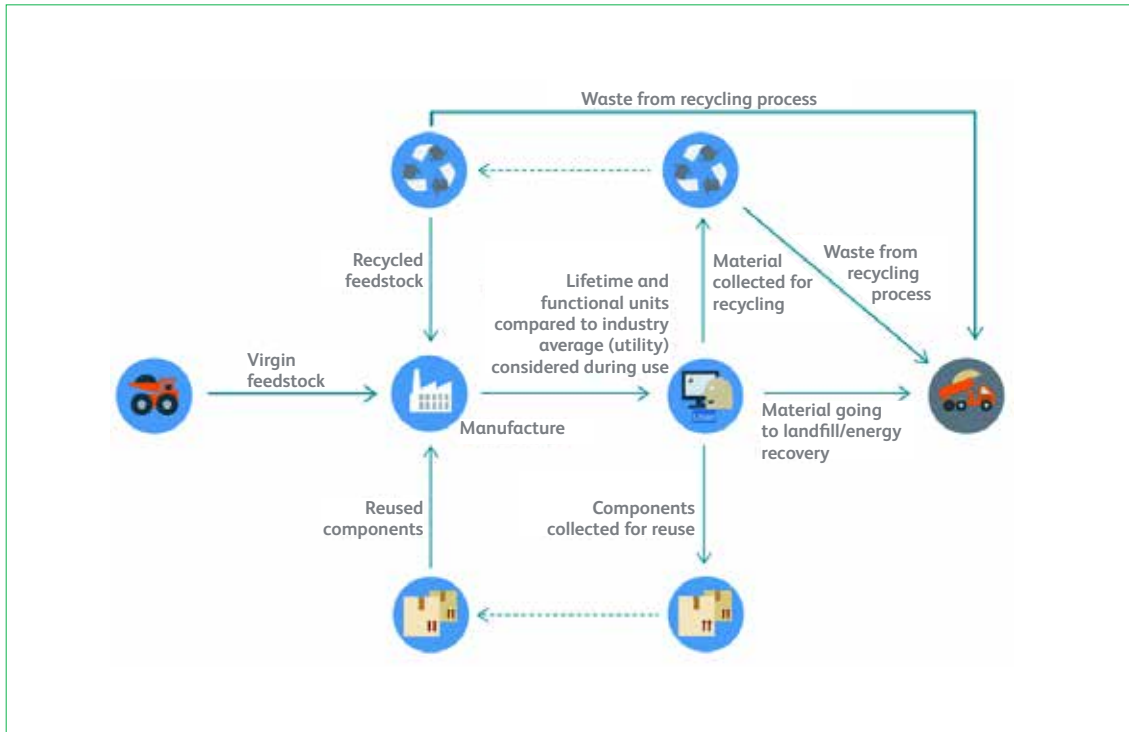 Waste from recycling process
Recycled
feedstock
Lifetime and
functional units
compared to industry
average (utility)
considered during use
Material
collected for
recycling
Waste from
recycling
process
Virgin
feedstock
Manufacture
User
Material going
to landfill/energy
recovery
Reused
components
Components
collected for reuse